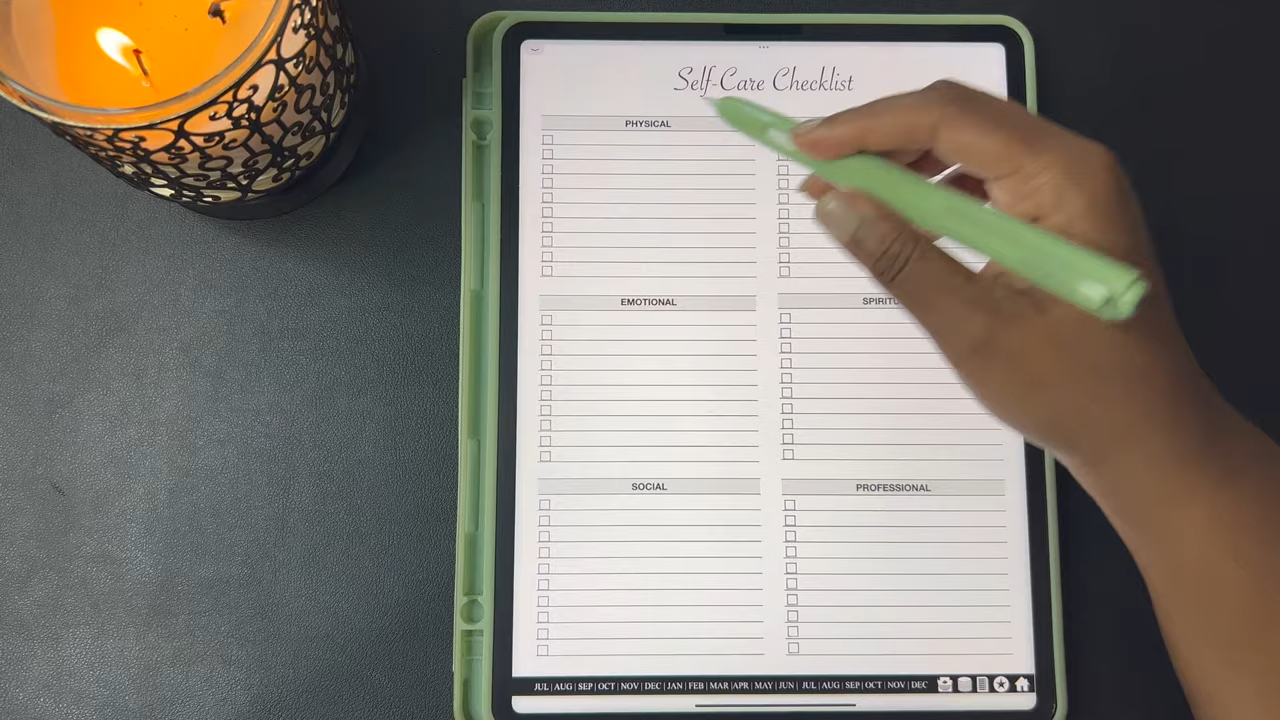 Self-Care Checklist
PHYSICAL
EMOTIONAL
SOCIAL
PROFESSIONAL
JUL | AUG | SEP | OCT | NOV | DEC | JAN | FEB | MAR | APR | MAY | JUN | JUL | AUG | SEP | OCT | NOV | DEC